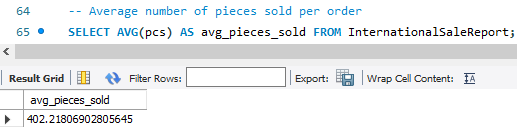 64 -- Average number of pieces sold per order
65 SELECT AVG(pcs) AS avg_pieces_sold FROM InternationalSaleReport;
Result Grid Filter Rows: Export: Wrap Cell Content:
avg_pieces_sold
402.21806902805645